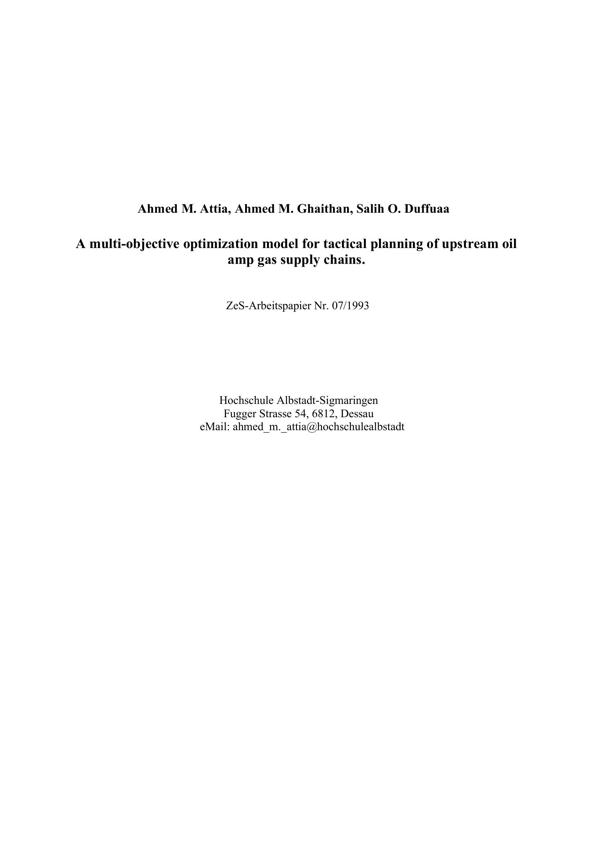 Ahmed M. Attia, Ahmed M. Ghaithan, Salih O. Duffuaa
A multi-objective optimization model for tactical planning of upstream oil
amp gas supply chains.
ZeS-Arbeitspapier Nr. 07/1993
Hochschule Albstadt-Sigmaringen
Fugger Strasse 54, 6812, Dessau
eMail: ahmed_m._attia@hochschulealbstadt